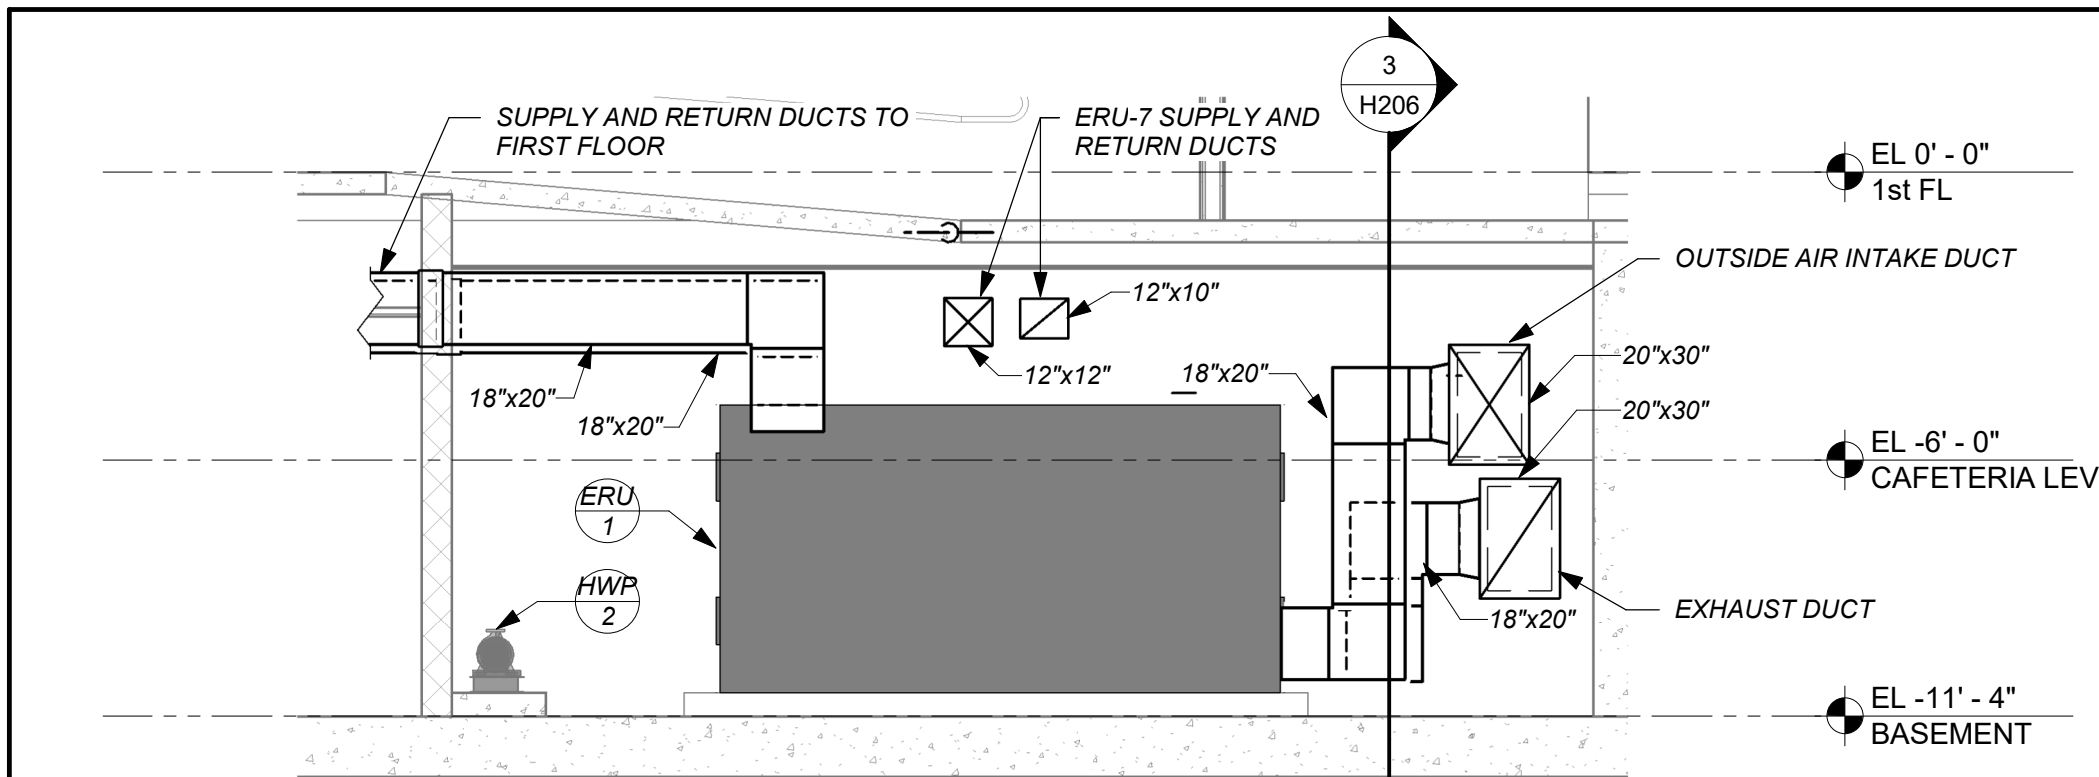 3
H206
SUPPLY AND RETURN DUCTS TO
FIRST FLOOR
ERU-7 SUPPLY AND
RETURN DUCTS
EL 0' - 0"
1st FL
OUTSIDE AIR INTAKE DUCT
12"x10"
12"x12"
18"x20"
18"x20"
18"x20"
20"x30"
20"x30"
EL -6' - 0"
CAFETERIA LEV
ERU
1
HWP
2
18"x20"
EXHAUST DUCT
EL -11' - 4"
BASEMENT